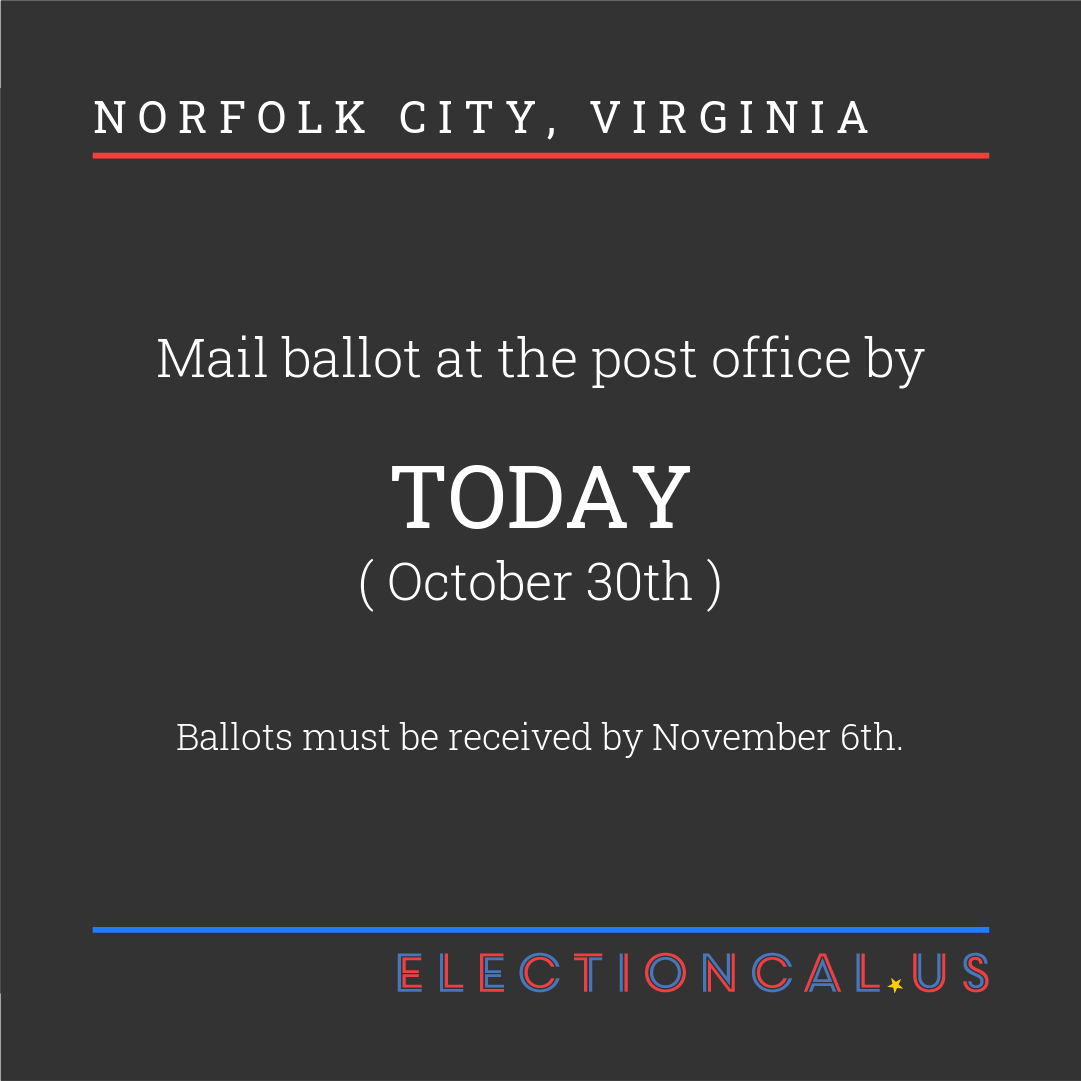 NORFOLK CITY, VIRGINIA
Mail ballot at the post office by
TODAY
( October 30th )
Ballots must be received by November 6th.
ELECTIONCAL.US